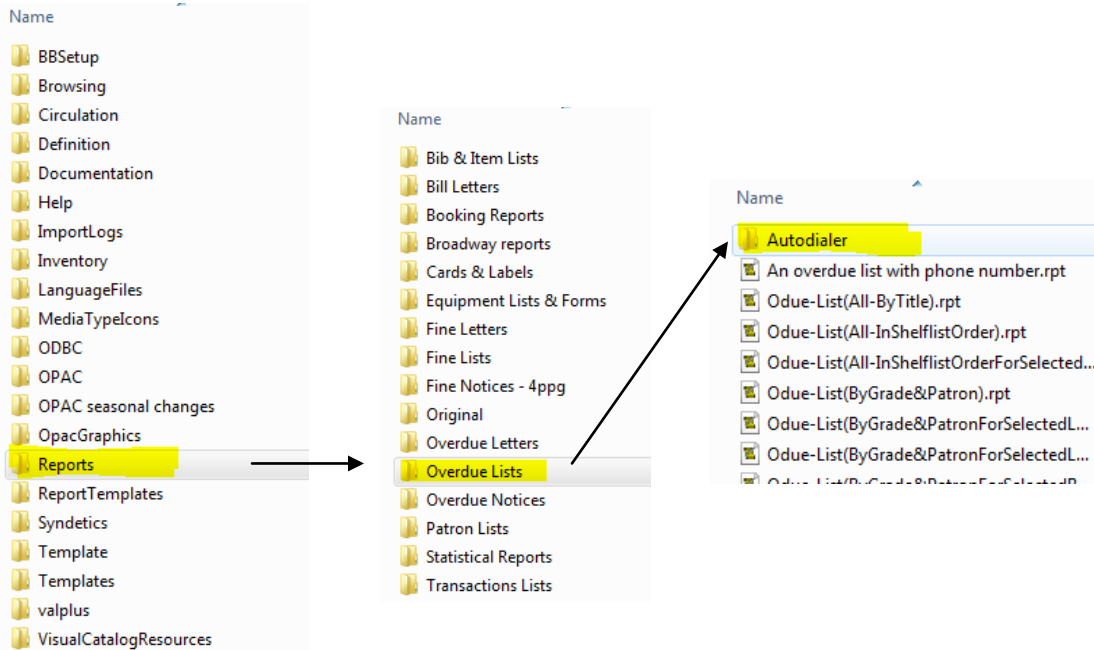 Name
BBSetup
Browsing
Circulation
Definition
Documentation
Help
ImportLogs
Inventory
LanguageFiles
MediaTypeIcons
ODBC
OPAC
OPAC seasonal changes
OpacGraphics
Reports
ReportTemplates
Syndetics
Template
Templates
valplus
VisualCatalogResources
Name
Bib & Item Lists
Bill Letters
Booking Reports
Broadway reports
Cards & Labels
Equipment Lists & Forms
Fine Letters
Fine Lists
Fine Notices - 4ppg
Original
Overdue Letters
Overdue Lists
Overdue Notices
Patron Lists
Statistical Reports
Transactions Lists
Name
Autodialer
An overdue list with phone number.rpt
Odue-List(All-ByTitle).rpt
Odue-List(All-InShelflistOrder).rpt
Odue-List(All-InShelflistOrderForSelected...
Odue-List(ByGrade&Patron).rpt
Odue-List(ByGrade&PatronForSelectedL...
Odue-List(ByGrade&PatronForSelectedL...